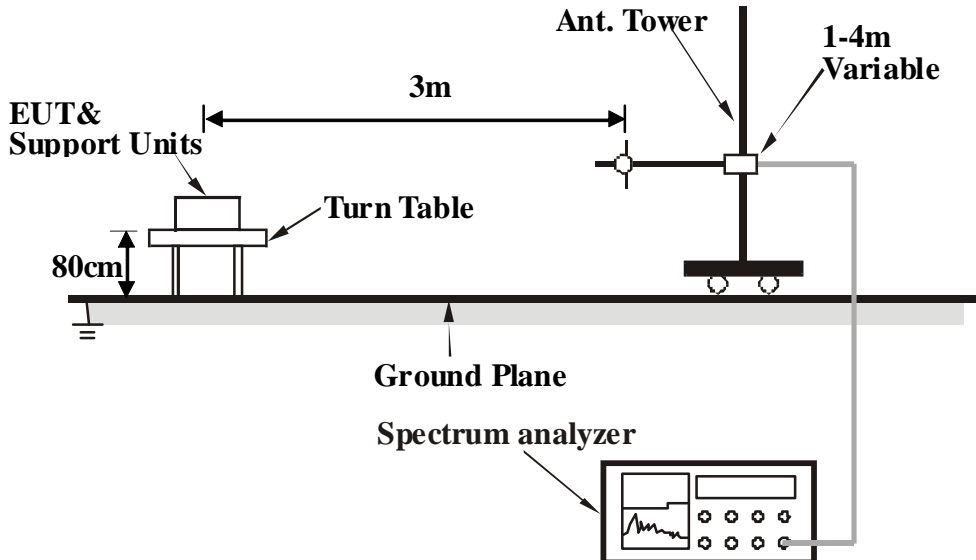 Ant. Tower
1-4m
Variable
3m
EUT&
Support Units
Turn Table
80cm
Ground Plane
Spectrum analyzer